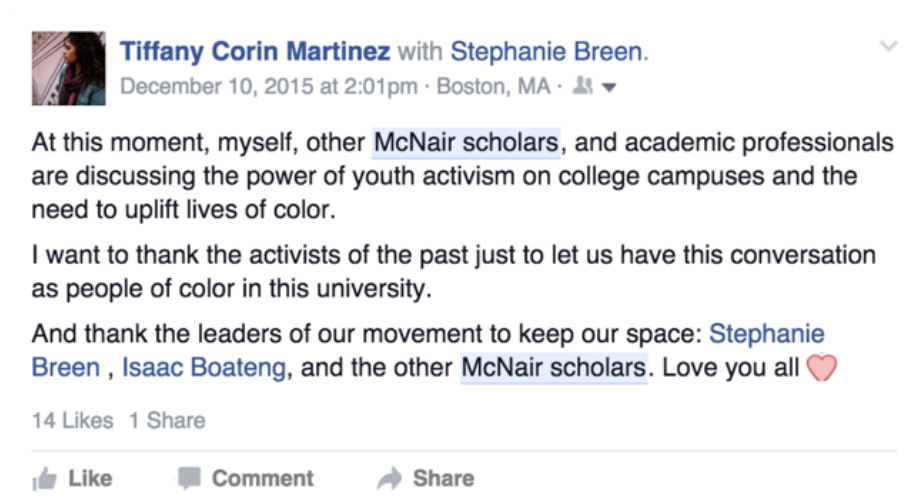 Tiffany Corin Martinez with Stephanie Breen.
December 10, 2015 at 2:01pm · Boston, MA ·
At this moment, myself, other McNair scholars, and academic professionals
are discussing the power of youth activism on college campuses and the
need to uplift lives of color.
I want to thank the activists of the past just to let us have this conversation
as people of color in this university.
And thank the leaders of our movement to keep our space: Stephanie
Breen , Isaac Boateng, and the other McNair scholars. Love you all
14 Likes 1 Share
Like Comment Share